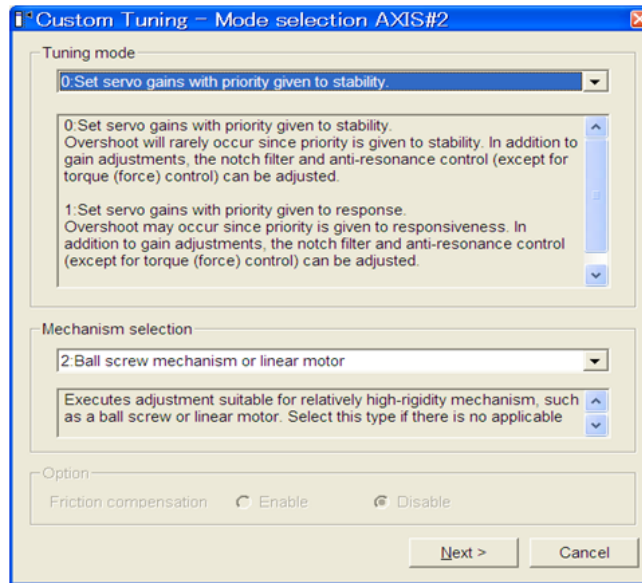 Custom Tuning - Mode selection AXIS#2
Tuning mode
0:Set servo gains with priority given to stability.
0:Set servo gains with priority given to stability.
Overshoot will rarely occur since priority is given to stability. In addition to
gain adjustments, the notch filter and anti-resonance control (except for
torque (force) control) can be adjusted.
1:Set servo gains with priority given to response.
Overshoot may occur since priority is given to responsiveness. In
addition to gain adjustments, the notch filter and anti-resonance control
(except for torque (force) control) can be adjusted.
Mechanism selection
2:Ball screw mechanism or linear motor
Executes adjustment suitable for relatively high-rigidity mechanism, such
as a ball screw or linear motor. Select this type if there is no applicable
Option
Friction compensation Enable Disable
Next > Cancel